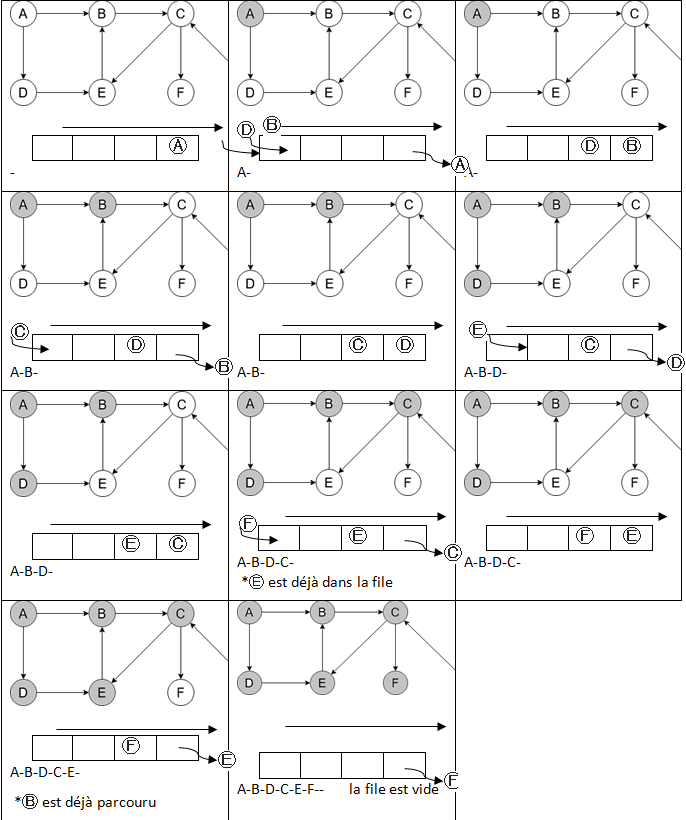 A B C
D E F
A
-
A B C
D E F
D B
A
A-
A B C
D E F
D B
A-
A B C
D E F
C D
B
A-B-
A B C
D E F
C D
A-B-
A B C
D E F
E C
D
A-B-D-
A B C
D E F
E C
A-B-D-
A B C
D E F
F E
C
A-B-D-C-
*E est déjà dans la file
A B C
D E F
F E
A-B-D-C-
A B C
D E F
F
E
A-B-D-C-E-
*B est déjà parcouru
A B C
D E F
F
A-B-D-C-E-F-- la file est vide